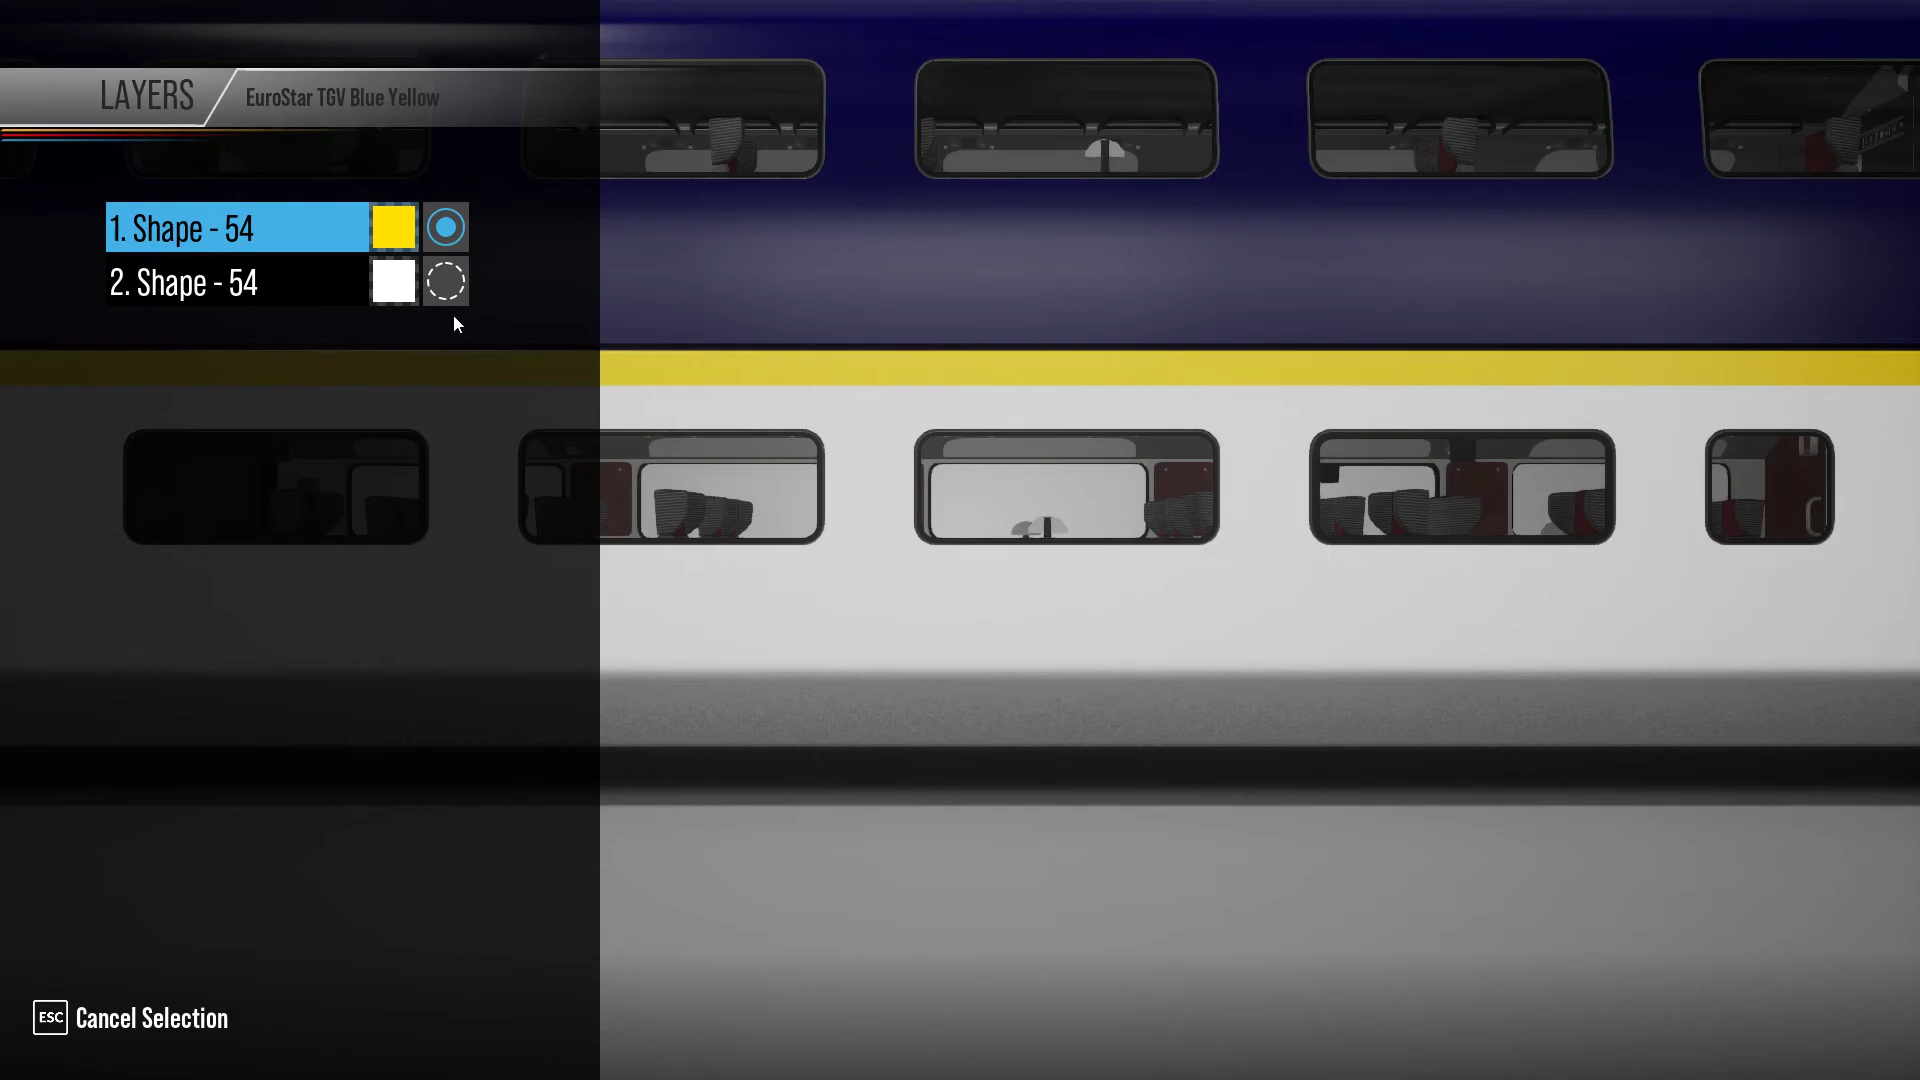 LAYERS
EuroStar TGV Blue Yellow
1. Shape - 54
2. Shape - 54
ESC Cancel Selection